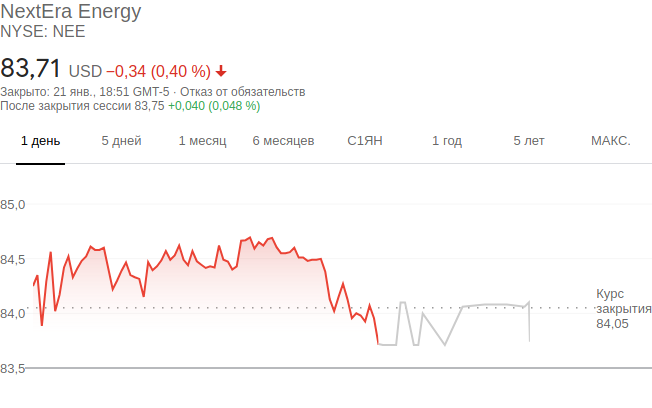 NextEra Energy
NYSE: NEE
83,71 USD −0,34 (0,40 %)
Закрыто: 21 янв., 18:51 GMT-5 · Отказ от обязательств
После закрытия сессии 83,75 +0,040 (0,048 %)
1 день 5 дней 1 месяц 6 месяцев С1ЯН 1 год 5 лет МАКС.
85,0
84,5
84,0
83,5
Курс
закрытия
84,05